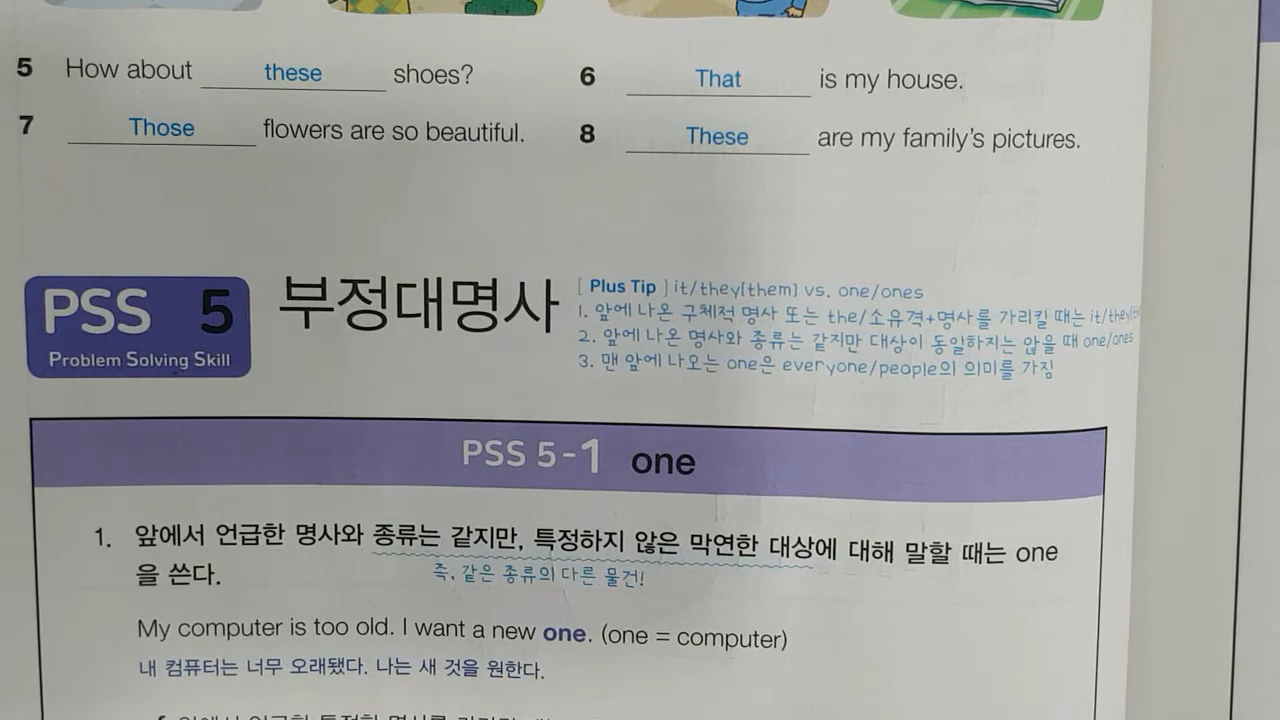 5 How about these shoes?
6 That is my house.
7 Those flowers are so beautiful.
8 These are my family's pictures.
PSS 5
Problem Solving Skill
부정대명사
[ Plus Tip ] it/they[them] vs. one/ones
1. 앞에 나온 구체적 명사 또는 the/소유격+명사를 가리킬 때는 it/they
2. 앞에 나온 명사와 종류는 같지만 대상이 동일하지는 않을 때 one/ones
3. 맨 앞에 나오는 one은 everyone/people의 의미를 가짐
PSS 5-1 one
1. 앞에서 언급한 명사와 종류는 같지만, 특정하지 않은 막연한 대상에 대해 말할 때는 one
을 쓴다.
즉, 같은 종류의 다른 물건!
My computer is too old. I want a new one. (one = computer)
내 컴퓨터는 너무 오래됐다. 나는 새 것을 원한다.